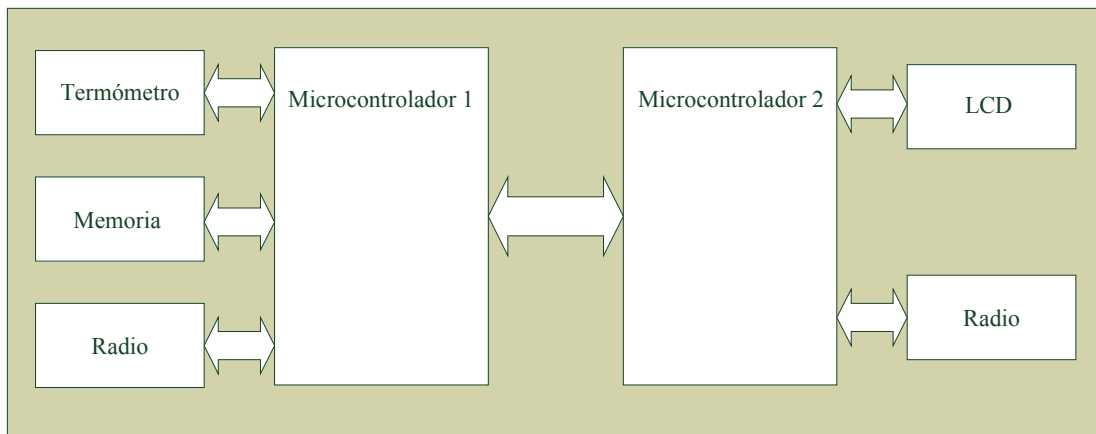 Termómetro
Microcontrolador 1
Microcontrolador 2
LCD
Memoria
Radio
Radio